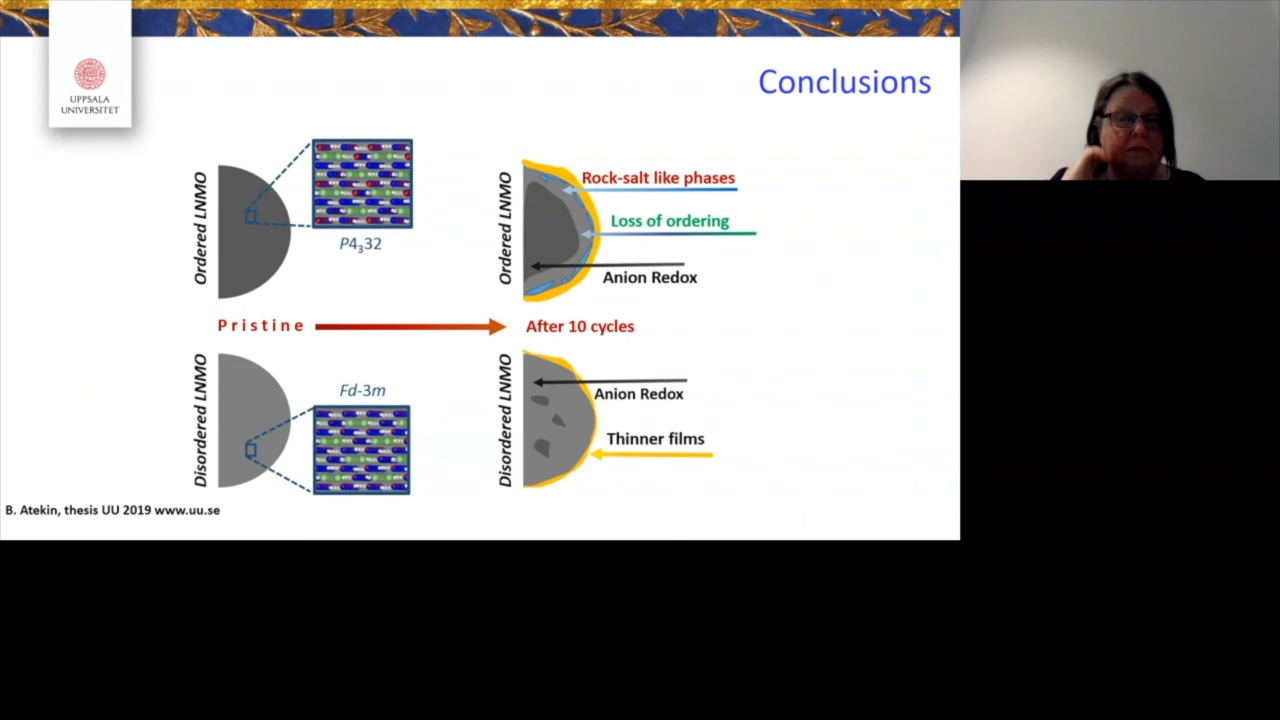 UPPSALA
UNIVERSITET
Conclusions
Ordered LNMO
P4₃32
Ordered LNMO
Rock-salt like phases
Loss of ordering
Anion Redox
Pristine
After 10 cycles
Disordered LNMO
Fd-3m
Disordered LNMO
Anion Redox
Thinner films
B. Atekin, thesis UU 2019 www.uu.se